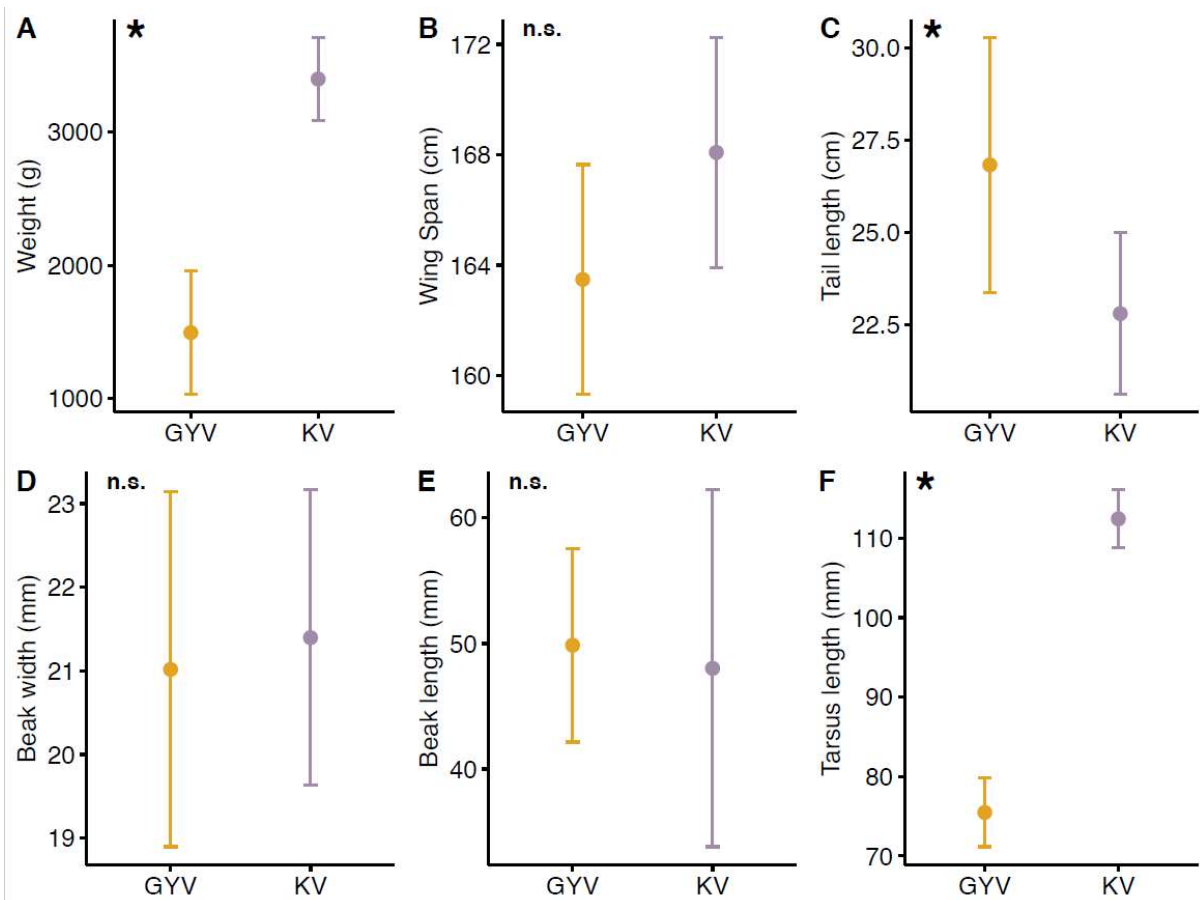 A
*
Weight (g)
3000
2000
1000
GYV
KV
B
n.s.
Wing Span (cm)
172
168
164
160
GYV
KV
C
*
Tail length (cm)
30.0
27.5
25.0
22.5
GYV
KV
D
n.s.
Beak width (mm)
23
22
21
20
19
GYV
KV
E
n.s.
Beak length (mm)
60
50
40
GYV
KV
F
*
Tarsus length (mm)
110
100
90
80
70
GYV
KV